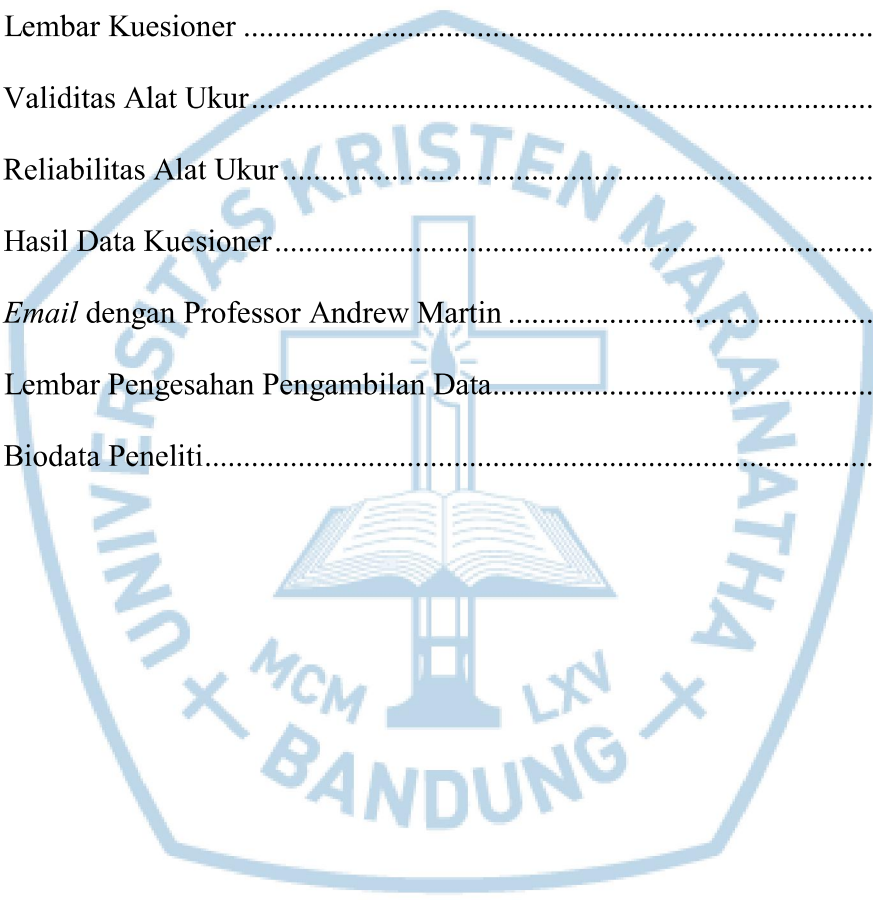 Lembar Kuesioner ................................................................................
Validitas Alat Ukur................................................................................
Reliabilitas Alat Ukur............................................................................
Hasil Data Kuesioner.............................................................................
Email dengan Professor Andrew Martin ................................................
Lembar Pengesahan Pengambilan Data..................................................
Biodata Peneliti......................................................................................
UNIVERSITAS KRISTEN MARANATHA
MCM LXV
BANDUNG